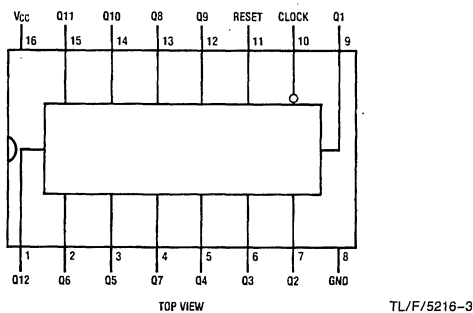 VCC Q11 Q10 Q8 Q9 RESET CLOCK Q1
16 15 14 13 12 11 10 9
1 2 3 4 5 6 7 8
Q12 Q6 Q5 Q7 Q4 Q3 Q2 GND
TOP VIEW
TL/F/5216-3